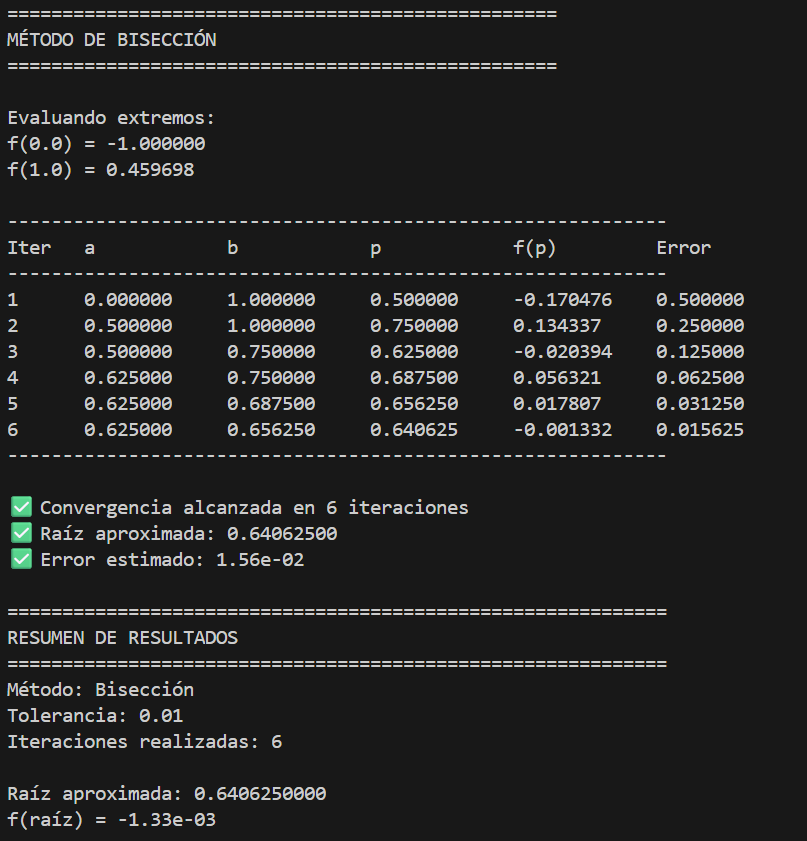 ==================================================
MÉTODO DE BISECCIÓN
==================================================
Evaluando extremos:
f(0.0) = -1.000000
f(1.0) = 0.459698
------------------------------------------------------------
Iter   a            b            p            f(p)         Error
------------------------------------------------------------
1      0.000000     1.000000     0.500000     -0.170476    0.500000
2      0.500000     1.000000     0.750000     0.134337     0.250000
3      0.500000     0.750000     0.625000     -0.020394    0.125000
4      0.625000     0.750000     0.687500     0.056321     0.062500
5      0.625000     0.687500     0.656250     0.017807     0.031250
6      0.625000     0.656250     0.640625     -0.001332    0.015625
------------------------------------------------------------
✅ Convergencia alcanzada en 6 iteraciones
✅ Raíz aproximada: 0.64062500
✅ Error estimado: 1.56e-02
============================================================
RESUMEN DE RESULTADOS
============================================================
Método: Bisección
Tolerancia: 0.01
Iteraciones realizadas: 6
Raíz aproximada: 0.6406250000
f(raíz) = -1.33e-03